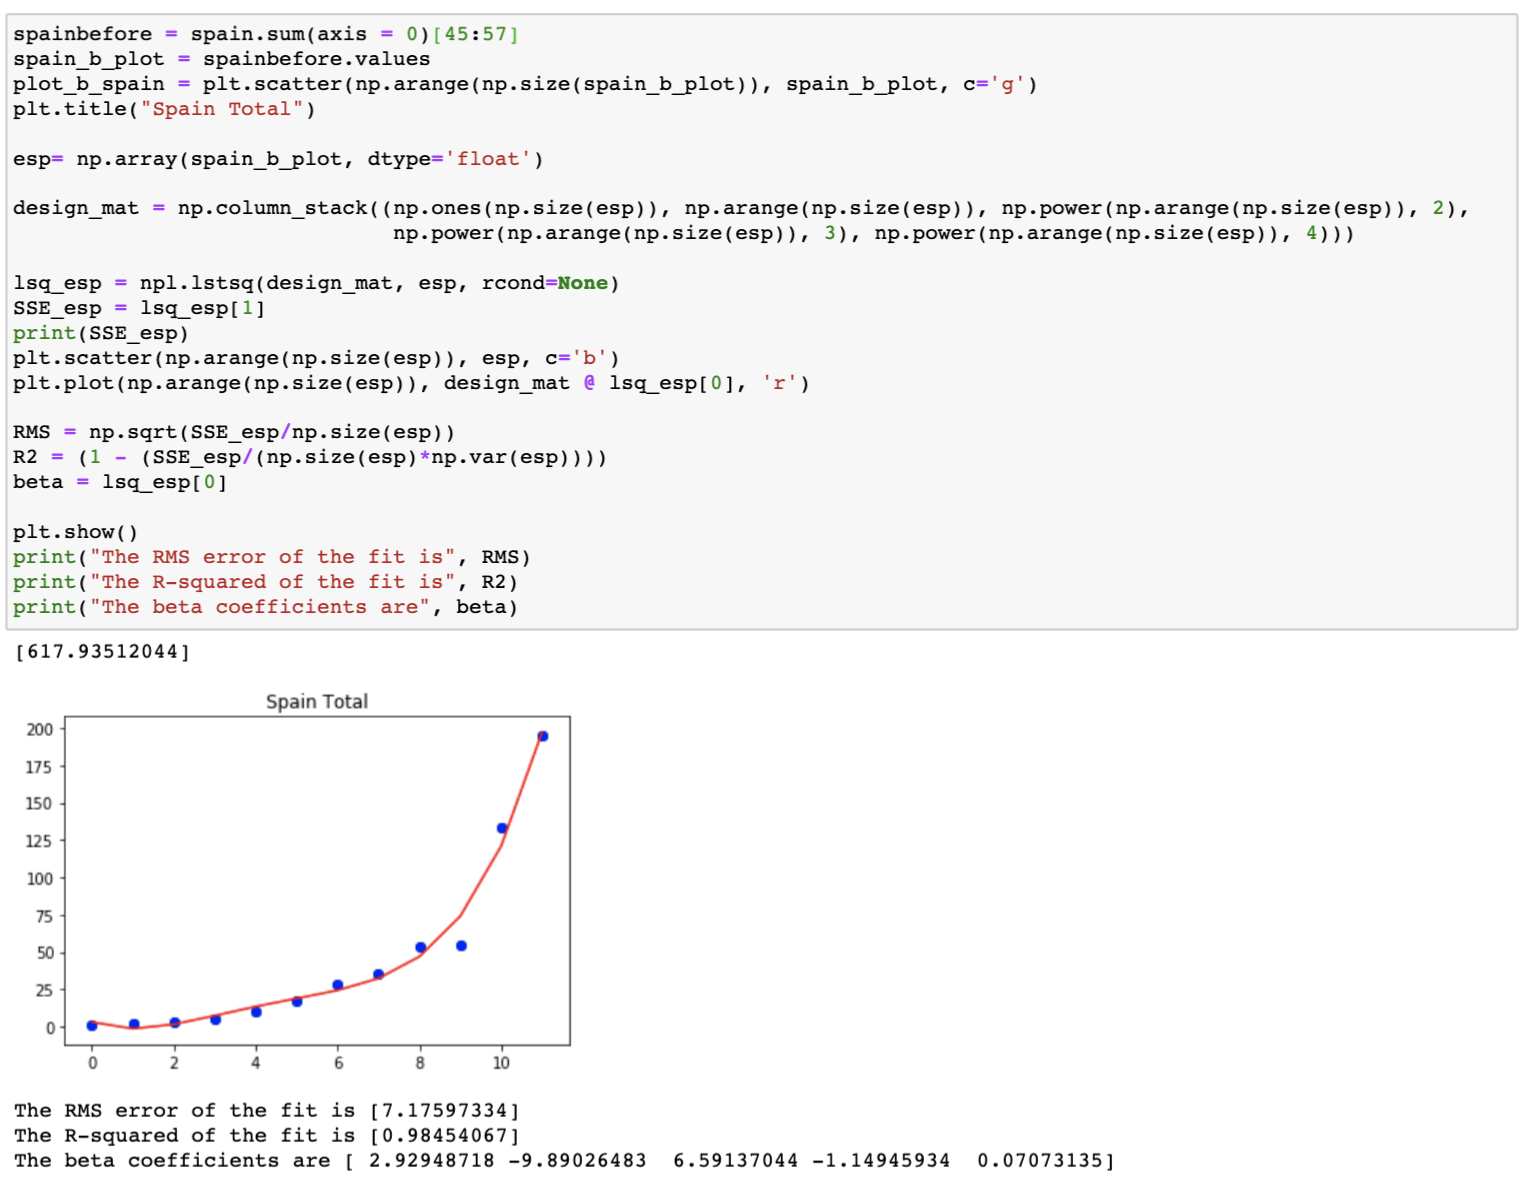 spainbefore = spain.sum(axis = 0)[45:57]
spain_b_plot = spainbefore.values
plot_b_spain = plt.scatter(np.arange(np.size(spain_b_plot)), spain_b_plot, c='g')
plt.title("Spain Total")
esp= np.array(spain_b_plot, dtype='float')
design_mat = np.column_stack((np.ones(np.size(esp)), np.arange(np.size(esp)), np.power(np.arange(np.size(esp)), 2),
np.power(np.arange(np.size(esp)), 3), np.power(np.arange(np.size(esp)), 4)))
lsq_esp = npl.lstsq(design_mat, esp, rcond=None)
SSE_esp = lsq_esp[1]
print(SSE_esp)
plt.scatter(np.arange(np.size(esp)), esp, c='b')
plt.plot(np.arange(np.size(esp)), design_mat @ lsq_esp[0], 'r')
RMS = np.sqrt(SSE_esp/np.size(esp))
R2 = (1 - (SSE_esp/(np.size(esp)*np.var(esp))))
beta = lsq_esp[0]
plt.show()
print("The RMS error of the fit is", RMS)
print("The R-squared of the fit is", R2)
print("The beta coefficients are", beta)
[617.93512044]
Spain Total
200
175
150
125
100
75
50
25
0
0 2 4 6 8 10
The RMS error of the fit is [7.17597334]
The R-squared of the fit is [0.98454067]
The beta coefficients are [ 2.92948718 -9.89026483  6.59137044 -1.14945934  0.07073135]